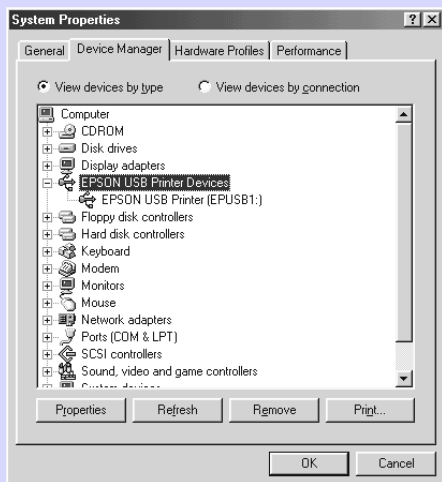 System Properties
General
Device Manager
Hardware Profiles
Performance
View devices by type
View devices by connection
Computer
CDROM
Disk drives
Display adapters
EPSON USB Printer Devices
EPSON USB Printer (EPUSB1:)
Floppy disk controllers
Hard disk controllers
Keyboard
Modem
Monitors
Mouse
Network adapters
Ports (COM & LPT)
SCSI controllers
Sound, video and game controllers
System devices
Properties
Refresh
Remove
Print...
OK
Cancel